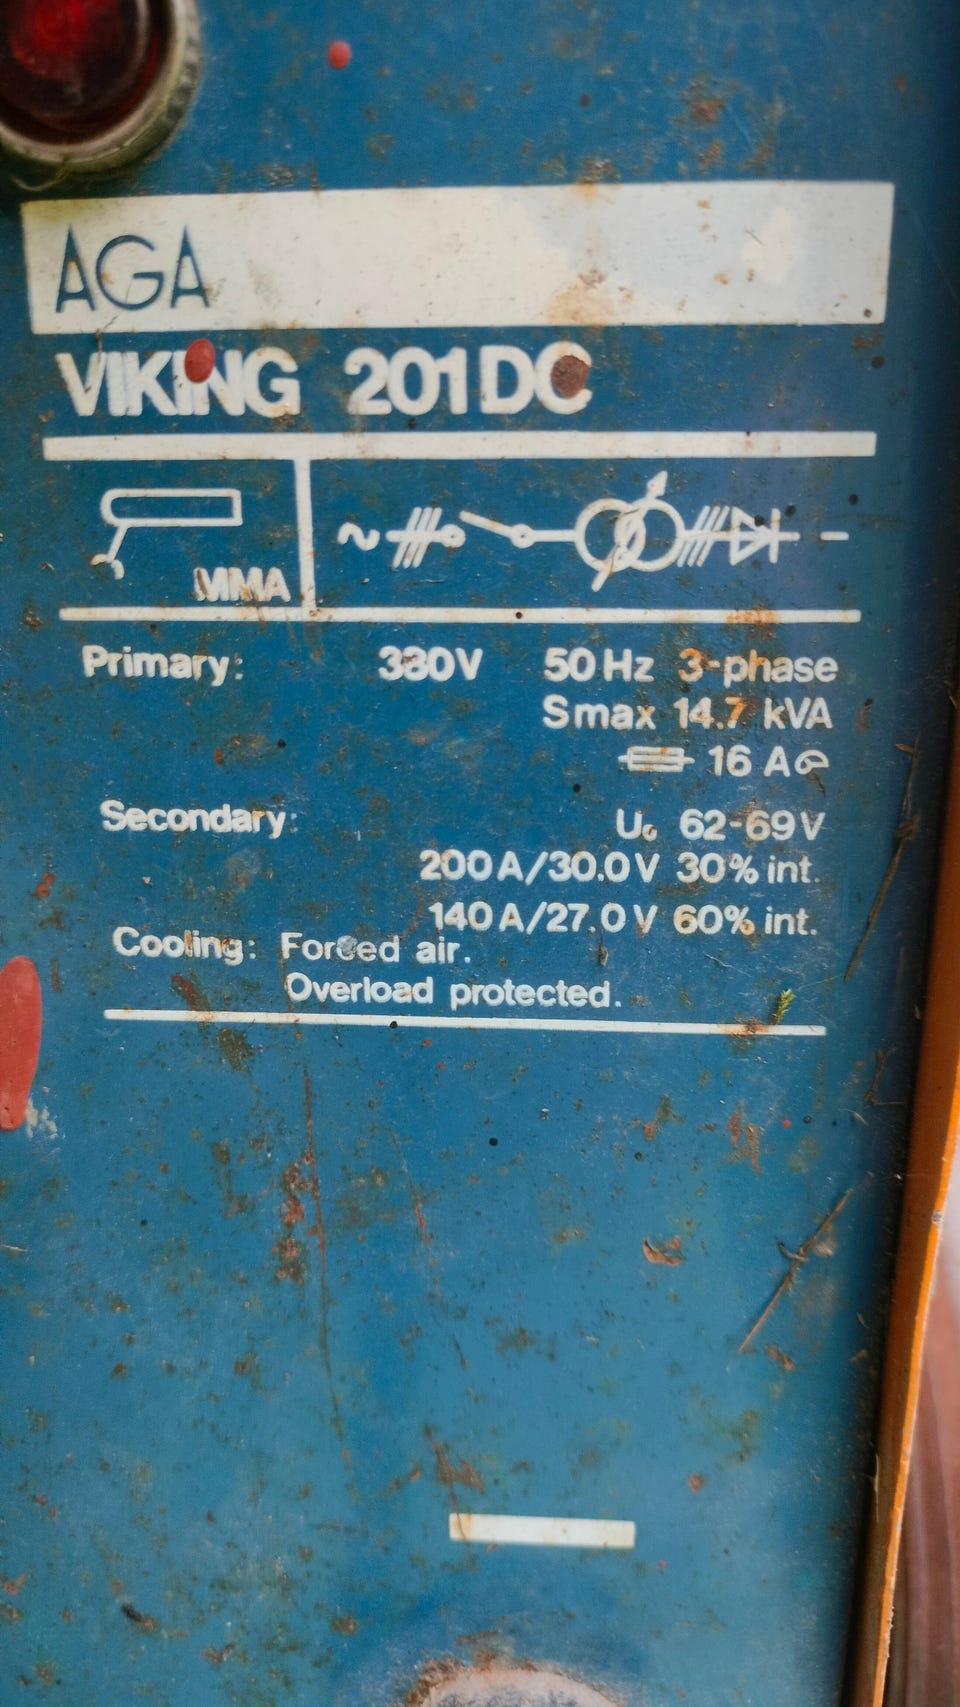 AGA
VIKING 201DC
MMA
Primary: 380V 50Hz 3-phase
Smax 14.7 kVA
16 A
Secondary: U₀ 62-69V
200A/30.0V 30% int.
140A/27.0V 60% int.
Cooling: Forced air.
Overload protected.